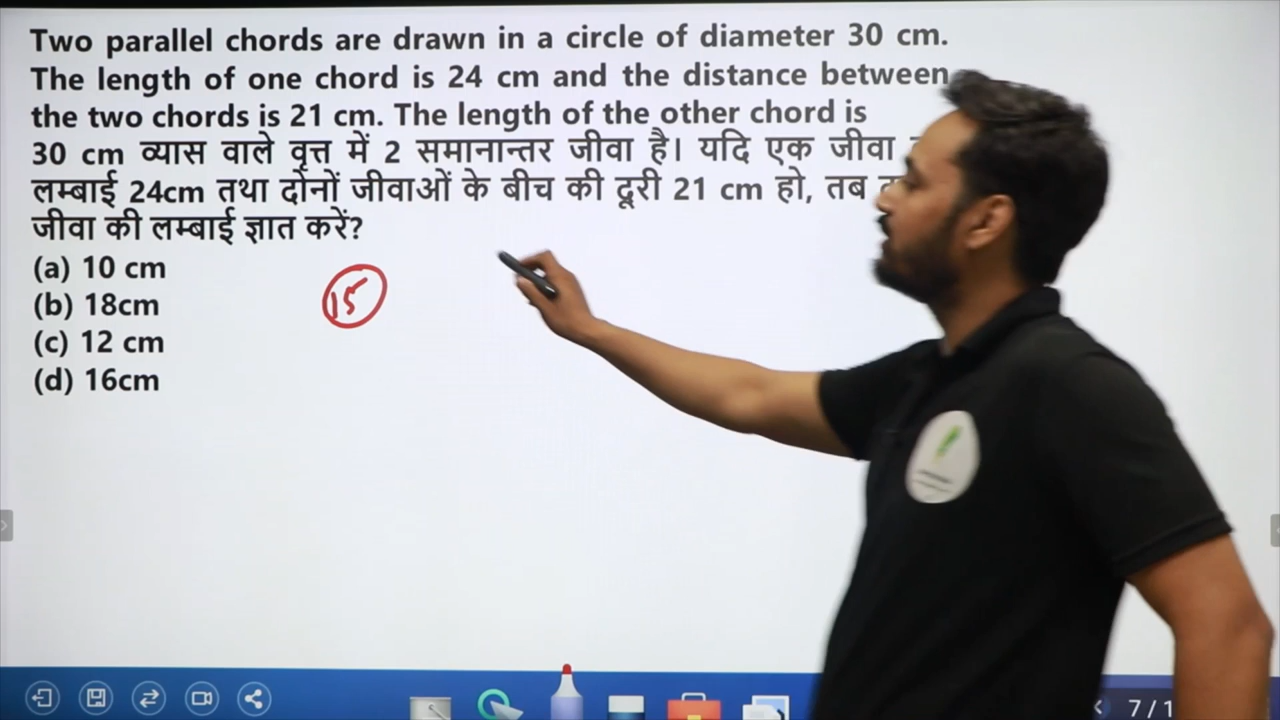 Two parallel chords are drawn in a circle of diameter 30 cm.
The length of one chord is 24 cm and the distance between
the two chords is 21 cm. The length of the other chord is
30 cm व्यास वाले वृत्त में 2 समानान्तर जीवा है। यदि एक जीवा
लम्बाई 24cm तथा दोनों जीवाओं के बीच की दूरी 21 cm हो, तब
जीवा की लम्बाई ज्ञात करें?
(a) 10 cm
(b) 18cm
(c) 12 cm
(d) 16cm
15
7 / 1